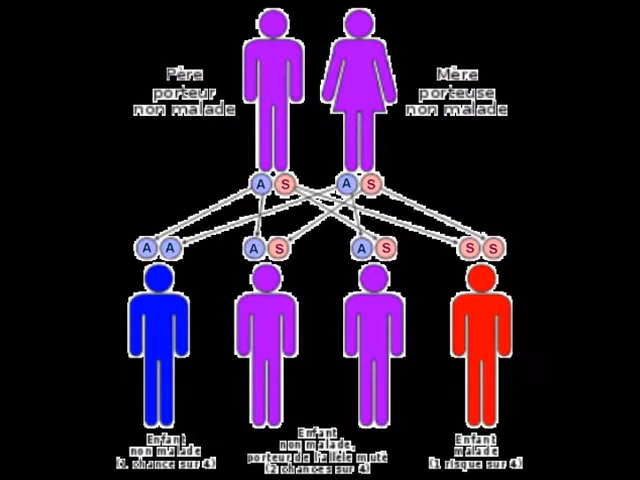 Père
porteur
non malade
Mère
porteuse
non malade
A S A S
A A A S A S S S
Enfant
non malade
(1 chance sur 4)
Enfant
non malade,
porteur de l'allèle muté
(2 chances sur 4)
Enfant
malade
(1 risque sur 4)